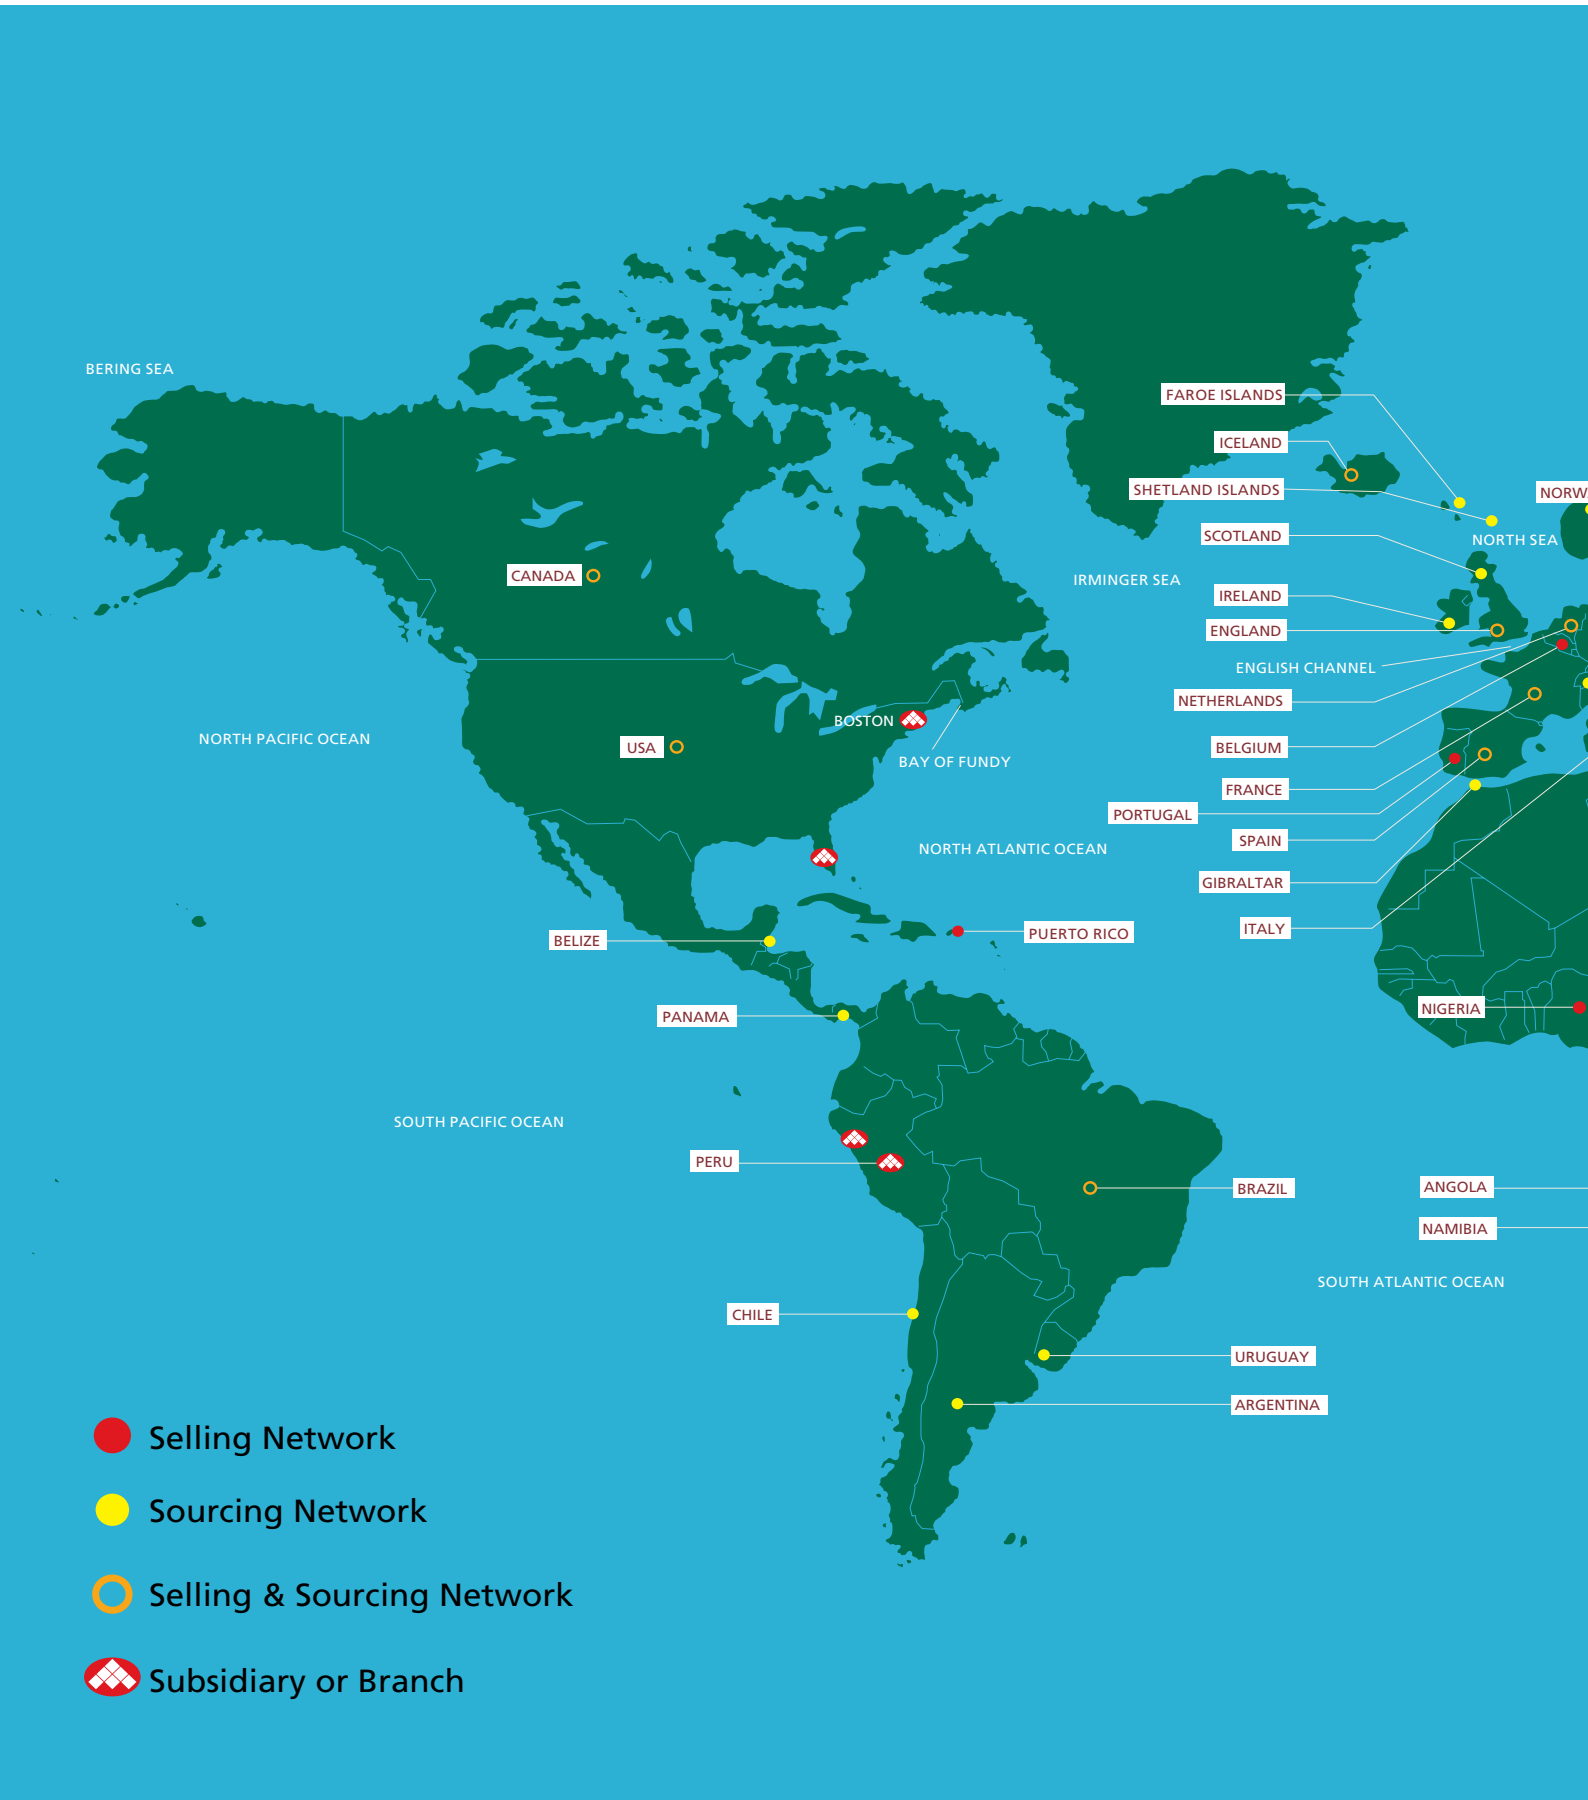 BERING SEA
FAROE ISLANDS
ICELAND
SHETLAND ISLANDS
NORW
SCOTLAND
NORTH SEA
CANADA
IRMINGER SEA
IRELAND
ENGLAND
ENGLISH CHANNEL
NETHERLANDS
BOSTON
NORTH PACIFIC OCEAN
USA
BELGIUM
BAY OF FUNDY
FRANCE
PORTUGAL
SPAIN
NORTH ATLANTIC OCEAN
GIBRALTAR
ITALY
PUERTO RICO
BELIZE
NIGERIA
PANAMA
SOUTH PACIFIC OCEAN
PERU
BRAZIL
ANGOLA
NAMIBIA
SOUTH ATLANTIC OCEAN
CHILE
URUGUAY
ARGENTINA
Selling Network
Sourcing Network
Selling & Sourcing Network
Subsidiary or Branch